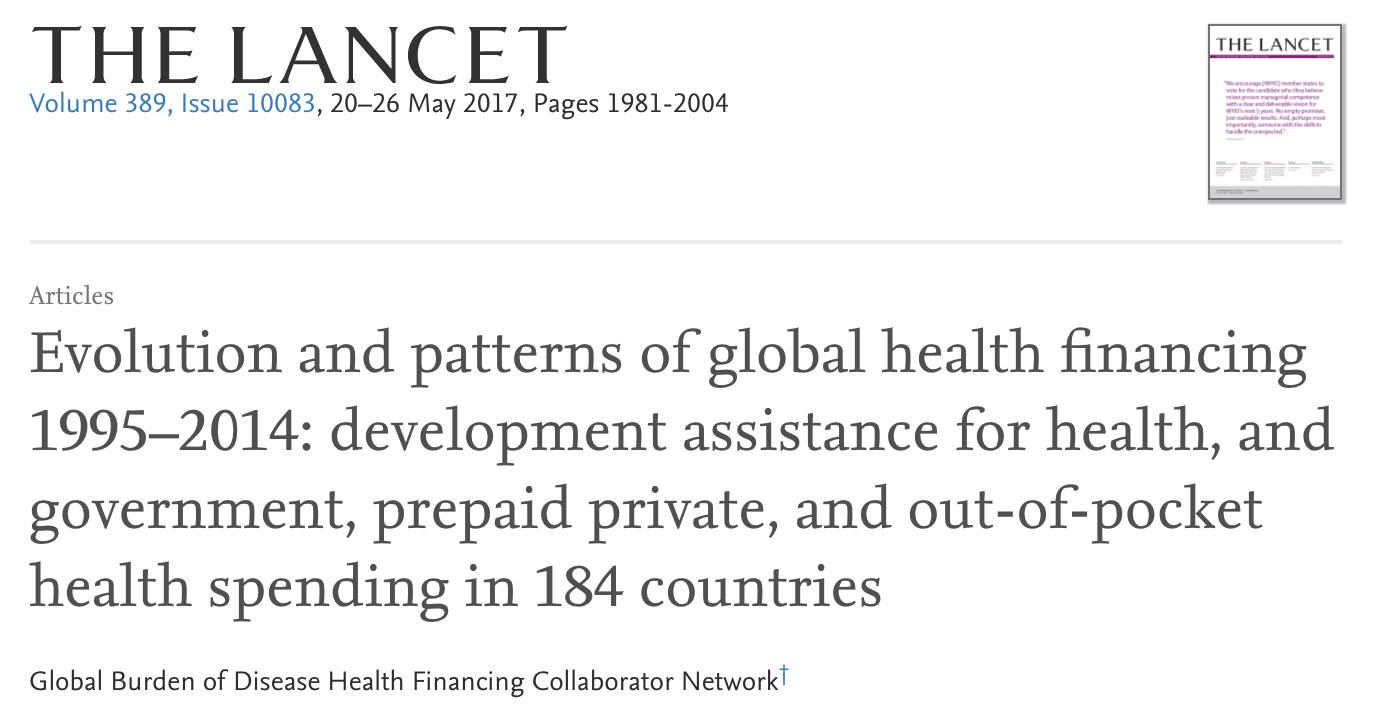 THE LANCET
Volume 389, Issue 10083, 20–26 May 2017, Pages 1981-2004
THE LANCET
"We encourage [WHO] member states to
vote for the candidate who they believe
mixes proven managerial competence
with a clear and deliverable vision for
WHO's next 5 years. No empty promises.
Just realisable results. And, perhaps most
importantly, someone with the skills to
handle the unexpected."
Articles
Evolution and patterns of global health financing
1995–2014: development assistance for health, and
government, prepaid private, and out-of-pocket
health spending in 184 countries
Global Burden of Disease Health Financing Collaborator Network†